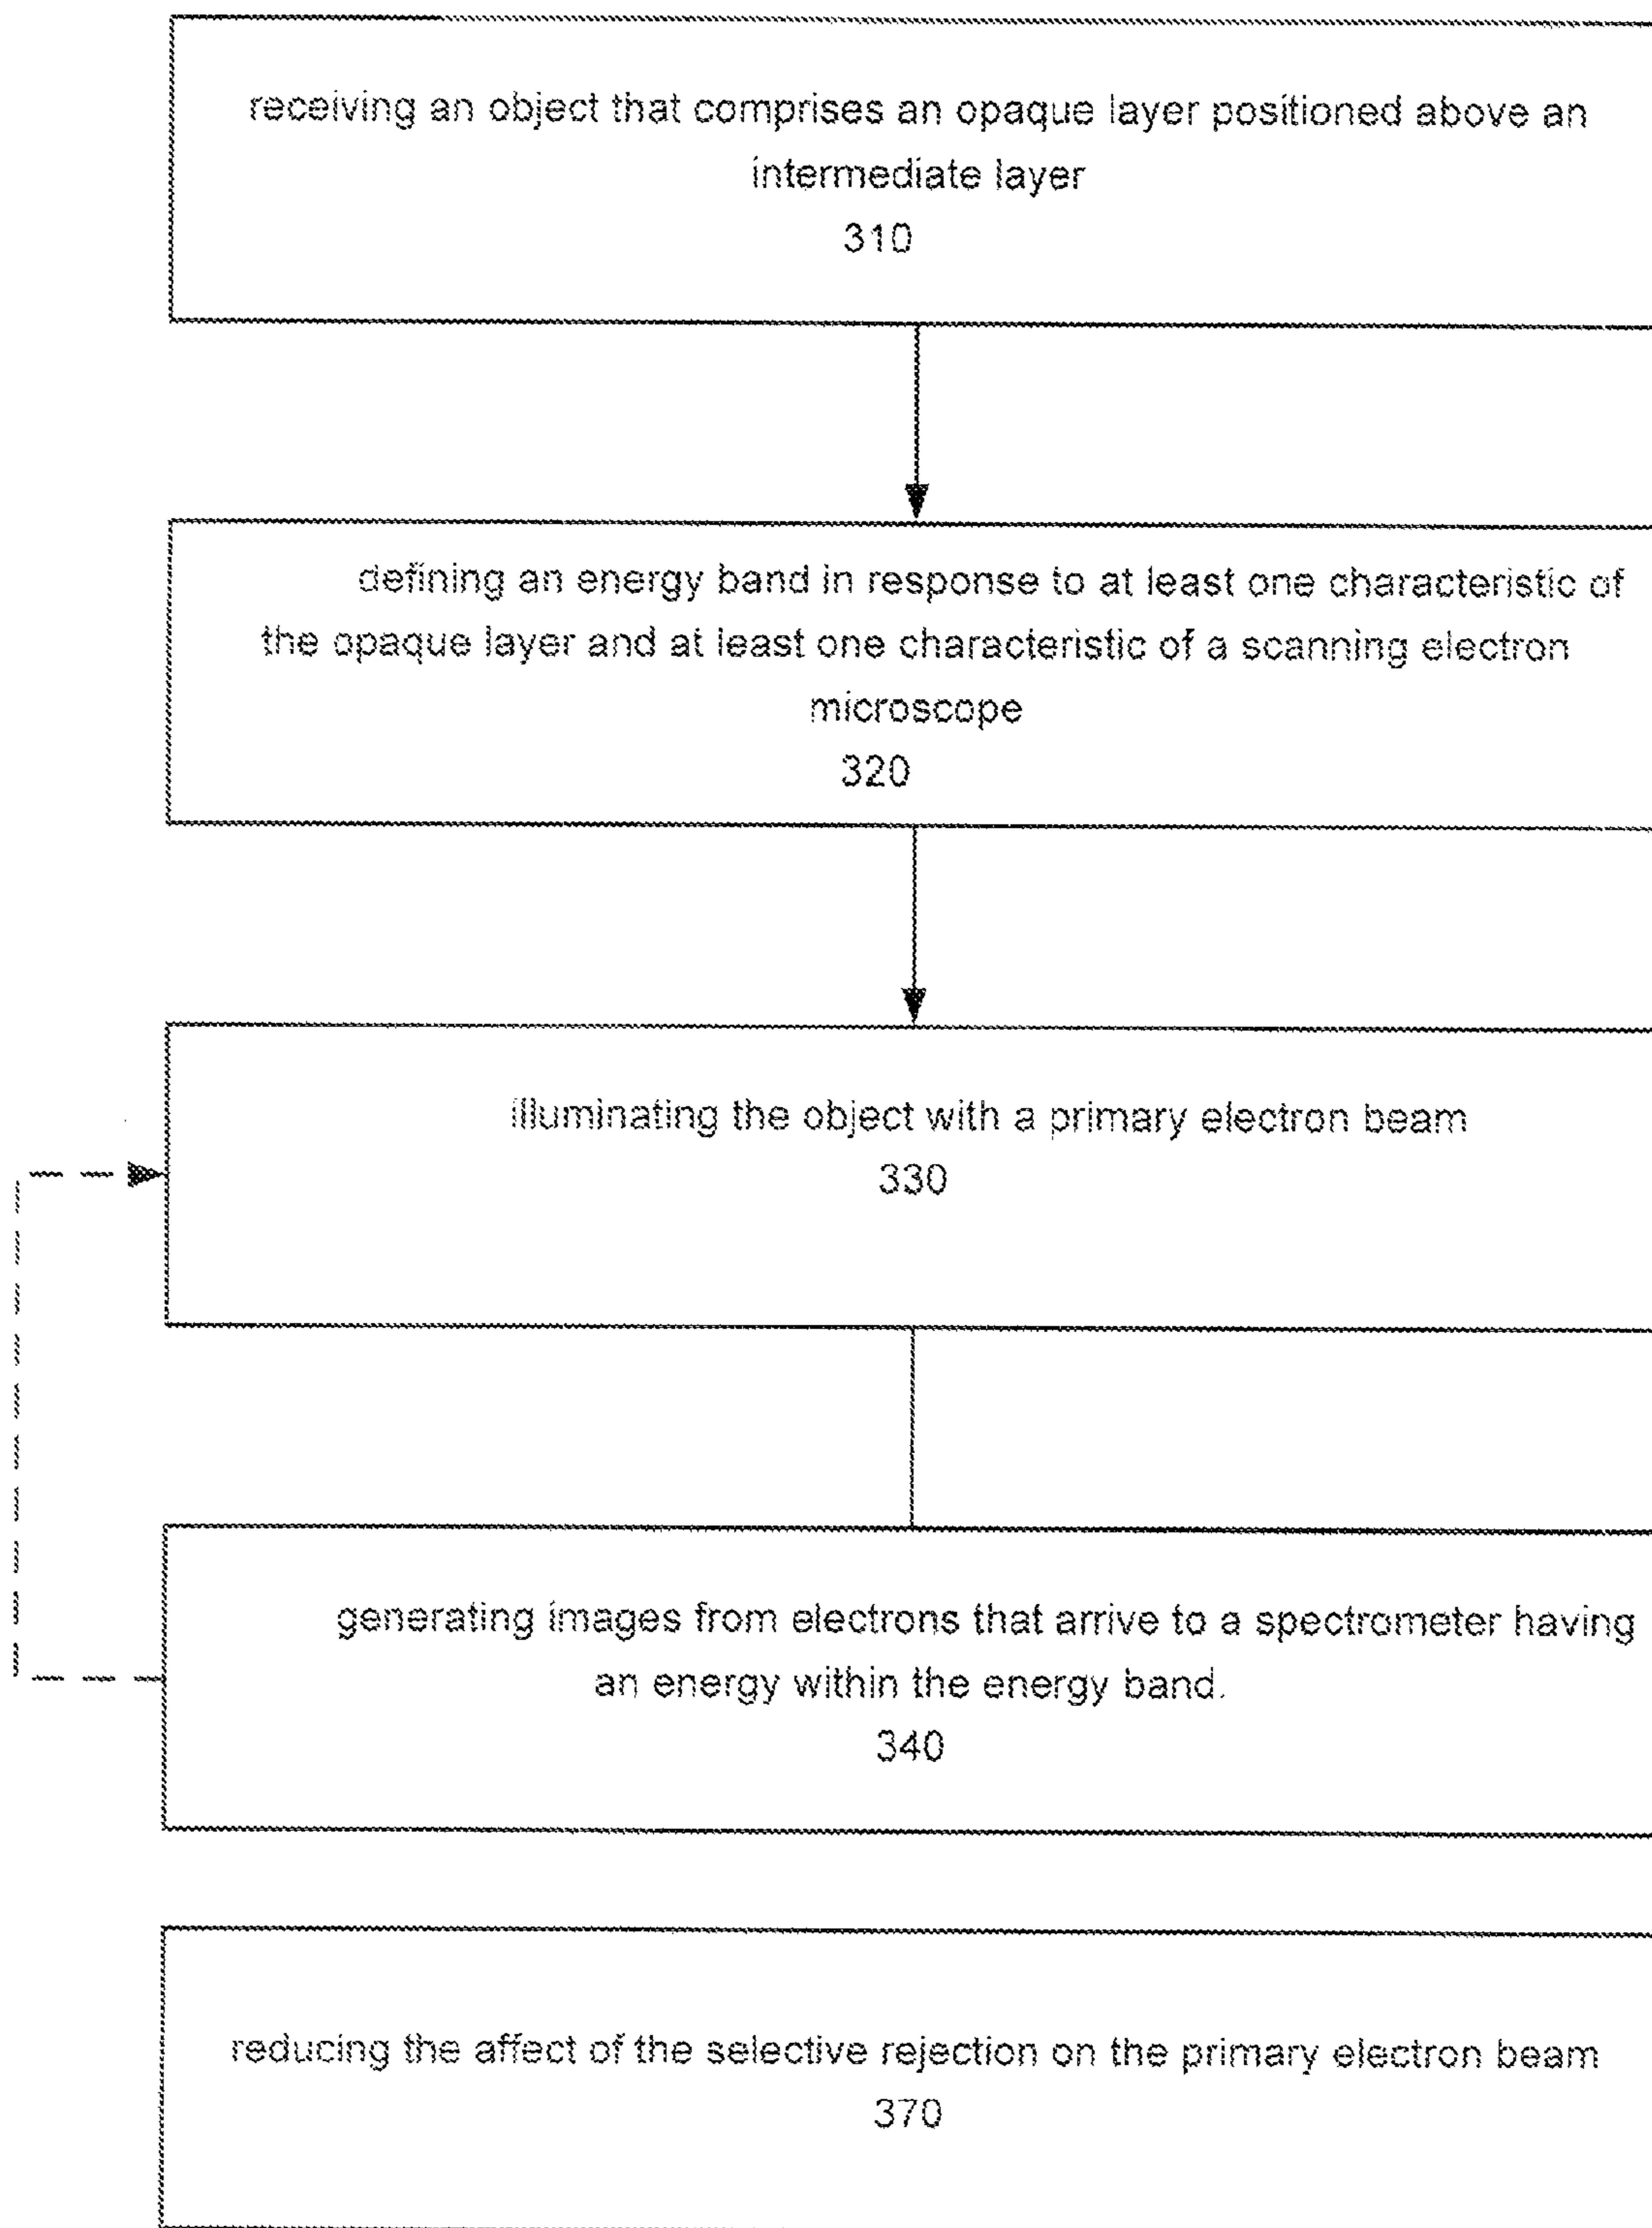 receiving an object that comprises an opaque layer positioned above an
intermediate layer
310
defining an energy band in response to at least one characteristic of
the opaque layer and at least one characteristic of a scanning electron
microscope
320
illuminating the object with a primary electron beam
330
generating images from electrons that arrive to a spectrometer having
an energy within the energy band.
340
reducing the affect of the selective rejection on the primary electron beam
370